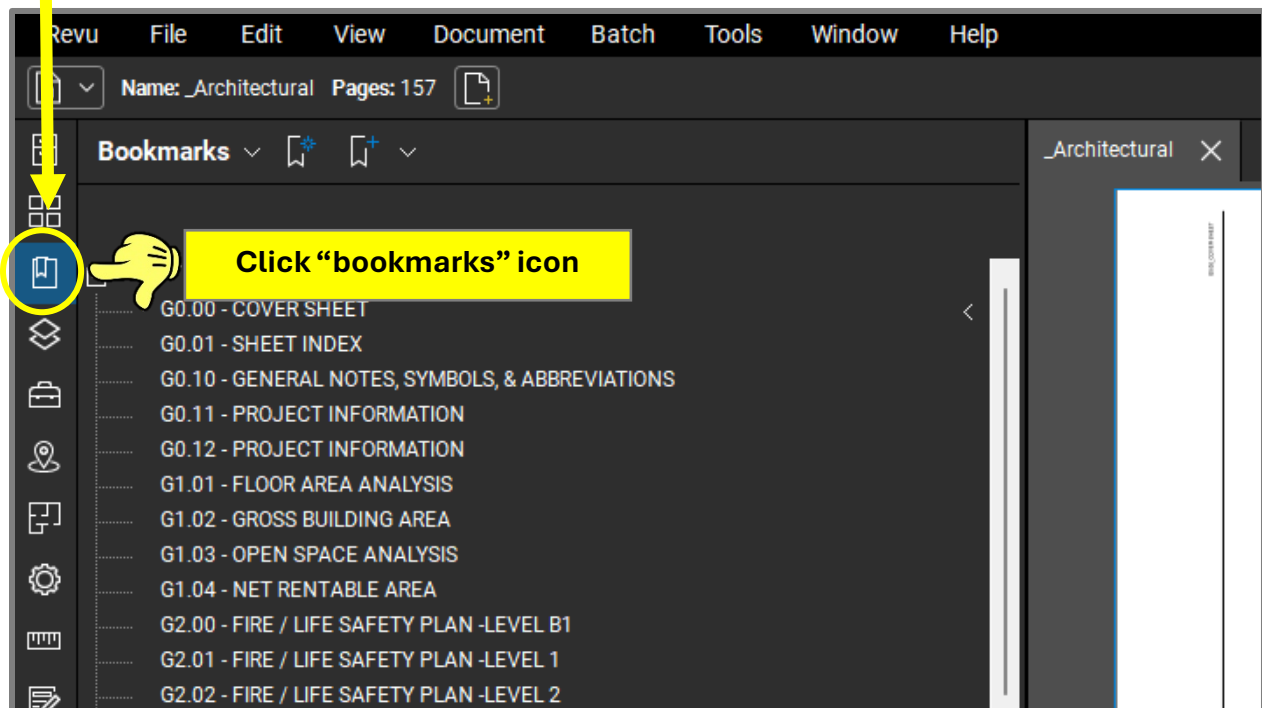 Revu File Edit View Document Batch Tools Window Help
Name: _Architectural Pages: 157
Bookmarks
_Architectural
Click “bookmarks” icon
G0.00 - COVER SHEET
G0.01 - SHEET INDEX
G0.10 - GENERAL NOTES, SYMBOLS, & ABBREVIATIONS
G0.11 - PROJECT INFORMATION
G0.12 - PROJECT INFORMATION
G1.01 - FLOOR AREA ANALYSIS
G1.02 - GROSS BUILDING AREA
G1.03 - OPEN SPACE ANALYSIS
G1.04 - NET RENTABLE AREA
G2.00 - FIRE / LIFE SAFETY PLAN -LEVEL B1
G2.01 - FIRE / LIFE SAFETY PLAN -LEVEL 1
G2.02 - FIRE / LIFE SAFETY PLAN -LEVEL 2